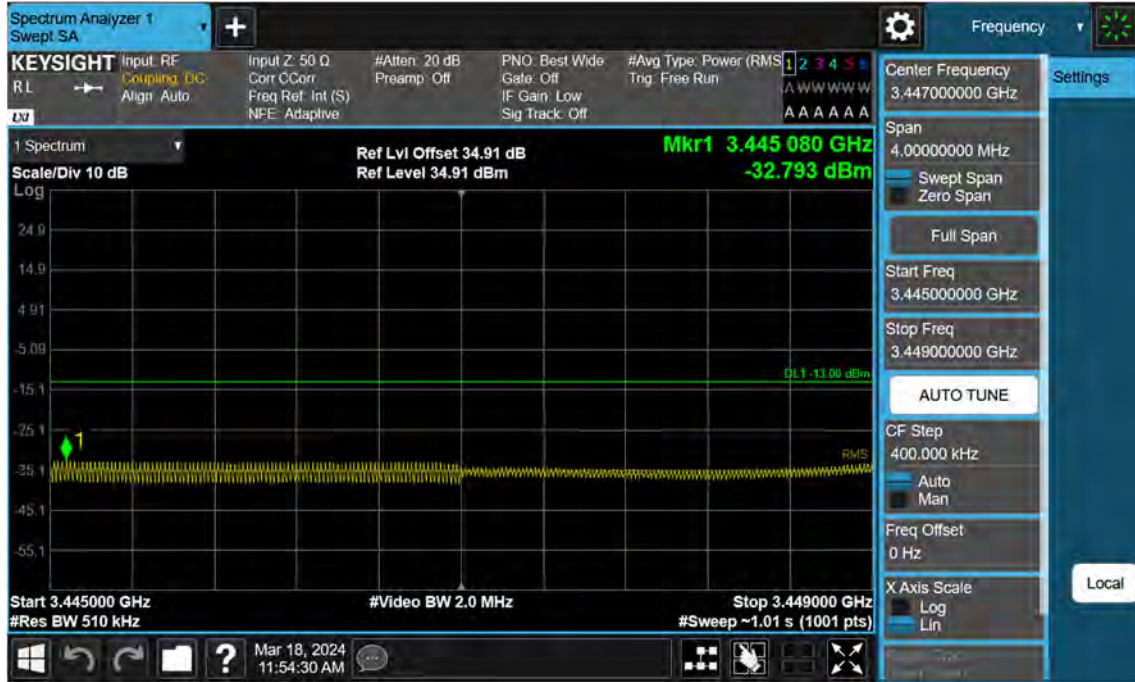 Spectrum Analyzer 1
Swept SA
+
Frequency
KEYSIGHT
RL
LXI
Input: RF
Coupling: DC
Align: Auto
Input Z: 50 Ω
Corr CCorr
Freq Ref: Int (S)
NFE: Adaptive
#Atten: 20 dB
Preamp: Off
PNO: Best Wide
Gate: Off
IF Gain: Low
Sig Track: Off
#Avg Type: Power (RMS
Trig: Free Run
1 2 3 4 5 6
A W W W W W
A A A A A A
1 Spectrum
Scale/Div 10 dB
Log
Ref Lvl Offset 34.91 dB
Ref Level 34.91 dBm
Mkr1 3.445 080 GHz
-32.793 dBm
24.9
14.9
4.91
-5.09
-15.1
-25.1
-35.1
-45.1
-55.1
DL1 -13.00 dBm
1
RMS
Start 3.445000 GHz
#Res BW 510 kHz
#Video BW 2.0 MHz
Stop 3.449000 GHz
#Sweep ~1.01 s (1001 pts)
Center Frequency
3.447000000 GHz
Settings
Span
4.00000000 MHz
Swept Span
Zero Span
Full Span
Start Freq
3.445000000 GHz
Stop Freq
3.449000000 GHz
AUTO TUNE
CF Step
400.000 kHz
Auto
Man
Freq Offset
0 Hz
X Axis Scale
Log
Lin
Local
?
Mar 18, 2024
11:54:30 AM